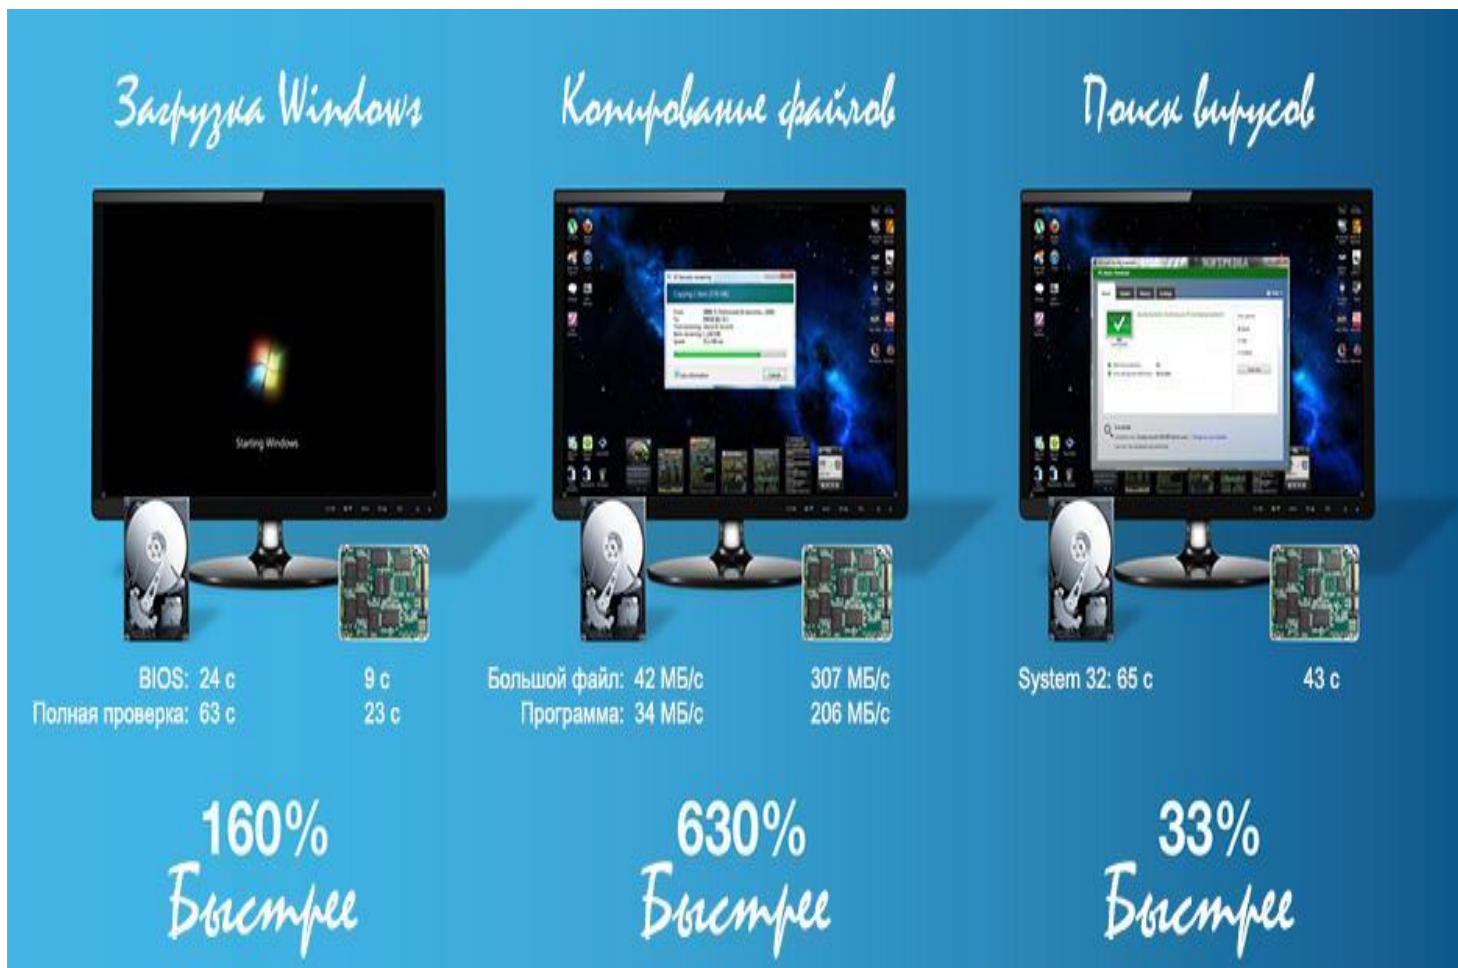 Загрузка Windows
Starting Windows
BIOS: 24 с 9 с
Полная проверка: 63 с 23 с
160%
Быстрее
Копирование файлов
Большой файл: 42 МБ/с 307 МБ/с
Программа: 34 МБ/с 206 МБ/с
630%
Быстрее
Поиск вирусов
System 32: 65 с 43 с
33%
Быстрее